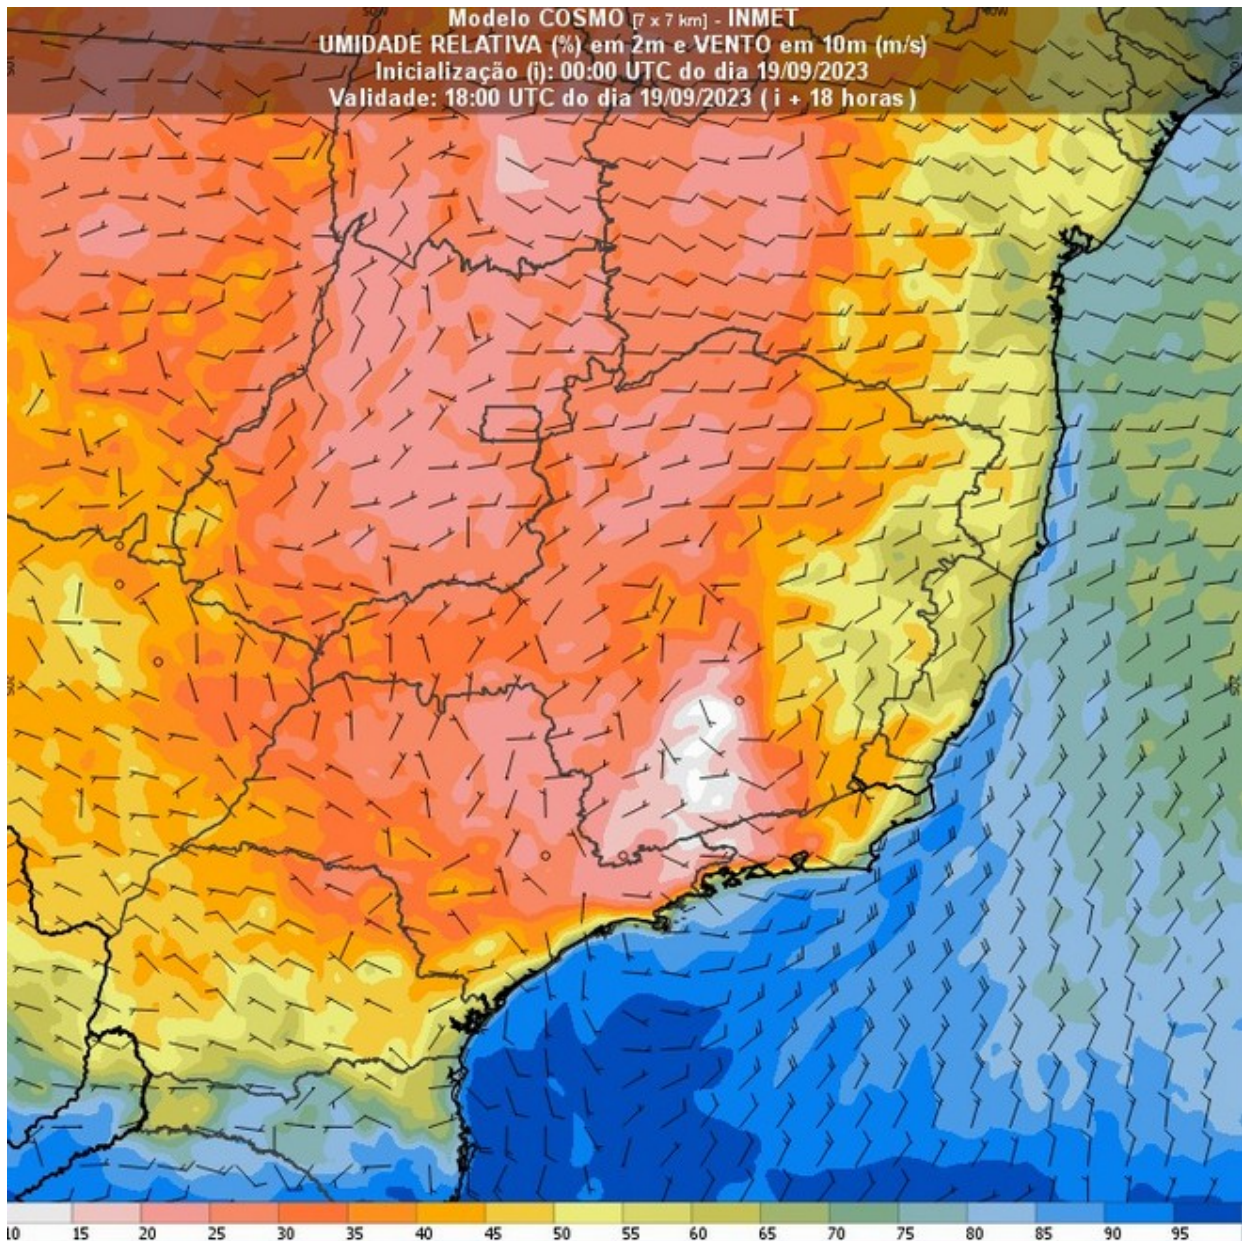 Modelo COSMO [7 x 7 km] - INMET
UMIDADE RELATIVA (%) em 2m e VENTO em 10m (m/s)
Inicialização (i): 00:00 UTC do dia 19/09/2023
Validade: 18:00 UTC do dia 19/09/2023 ( i + 18 horas )
10 15 20 25 30 35 40 45 50 55 60 65 70 75 80 85 90 95